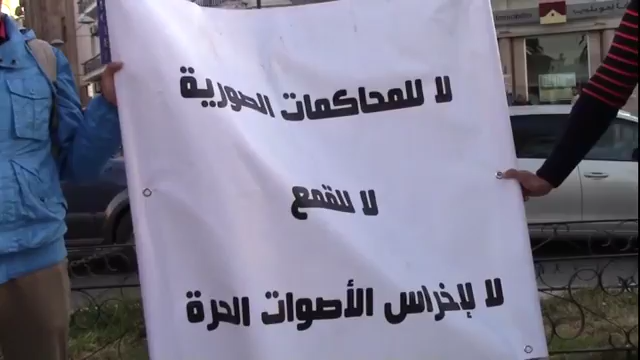 لا للمحاكمات الصورية
لا للقمع
لا لإخراس الأصوات الحرة